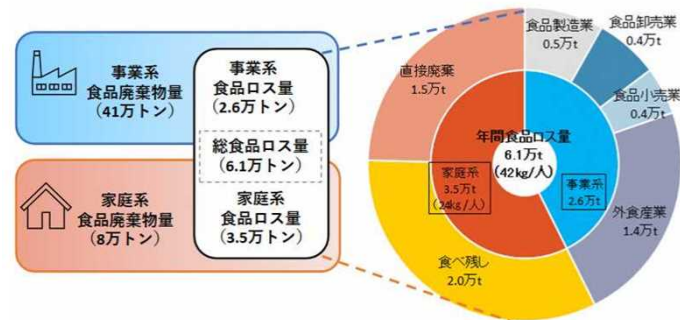 事業系
食品廃棄物量
(41万トン)
事業系
食品ロス量
(2.6万トン)
総食品ロス量
(6.1万トン)
家庭系
食品廃棄物量
(8万トン)
家庭系
食品ロス量
(3.5万トン)
食品製造業
0.5万t
食品卸売業
0.4万t
食品小売業
0.4万t
直接廃棄
1.5万t
年間食品ロス量
6.1万t
(42kg/人)
家庭系
3.5万t
(24kg/人)
事業系
2.6万t
外食産業
1.4万t
食べ残し
2.0万t